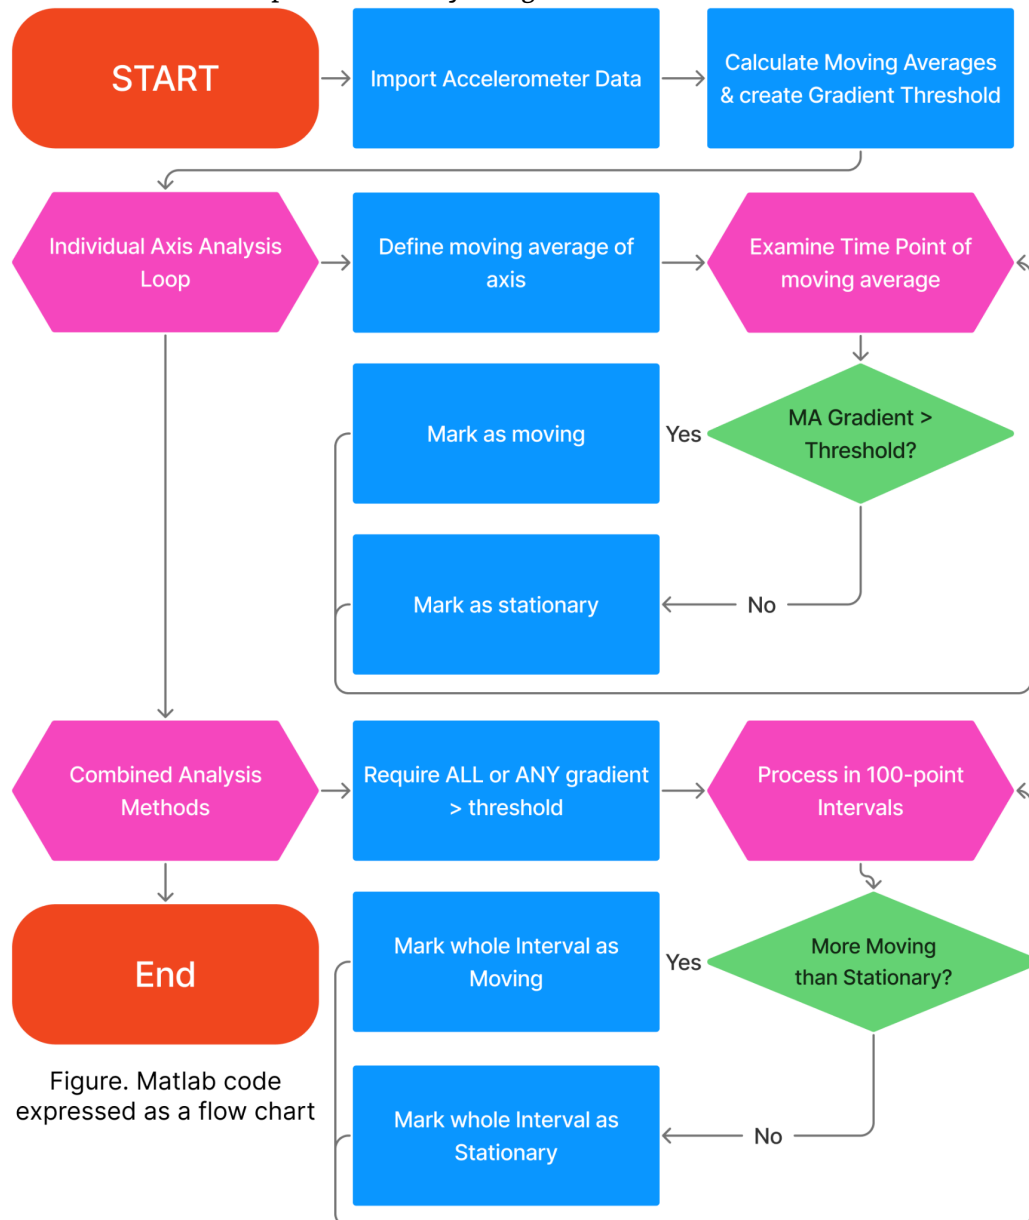 START
Import Accelerometer Data
Calculate Moving Averages
& create Gradient Threshold
Individual Axis Analysis
Loop
Define moving average of
axis
Examine Time Point of
moving average
MA Gradient >
Threshold?
Yes
Mark as moving
No
Mark as stationary
Combined Analysis
Methods
Require ALL or ANY gradient
> threshold
Process in 100-point
Intervals
More Moving
than Stationary?
Yes
Mark whole Interval as
Moving
No
Mark whole Interval as
Stationary
End
Figure. Matlab code
expressed as a flow chart